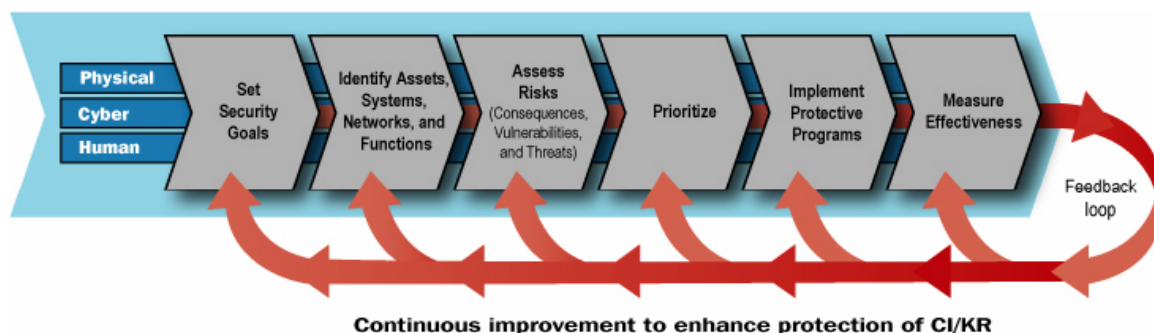 Physical
Cyber
Human
Set
Security
Goals
Identify Assets,
Systems,
Networks, and
Functions
Assess
Risks
(Consequences,
Vulnerabilities,
and Threats)
Prioritize
Implement
Protective
Programs
Measure
Effectiveness
Feedback
loop
Continuous improvement to enhance protection of CI/KR